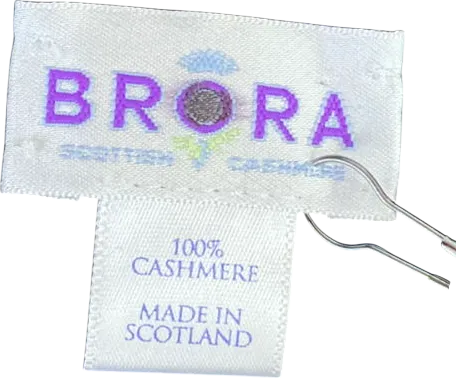 BRORA
SCOTTISH CASHMERE
100%
CASHMERE
MADE IN
SCOTLAND